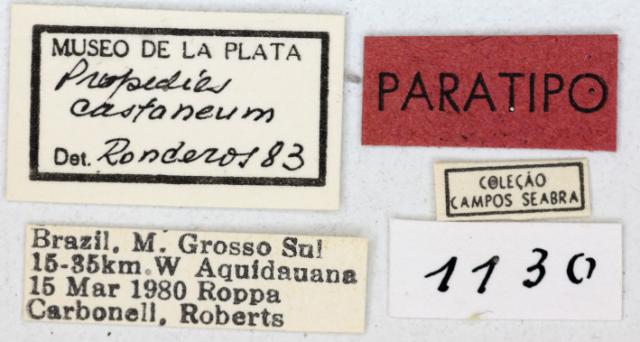 MUSEO DE LA PLATA
Propedies
castaneum
Det. Ronderos 83
PARATIPO
COLEÇÃO
CAMPOS SEABRA
Brazil. M. Grosso Sul
15-35km.W Aquidauana
15 Mar 1980 Roppa
Carbonell, Roberts
1130